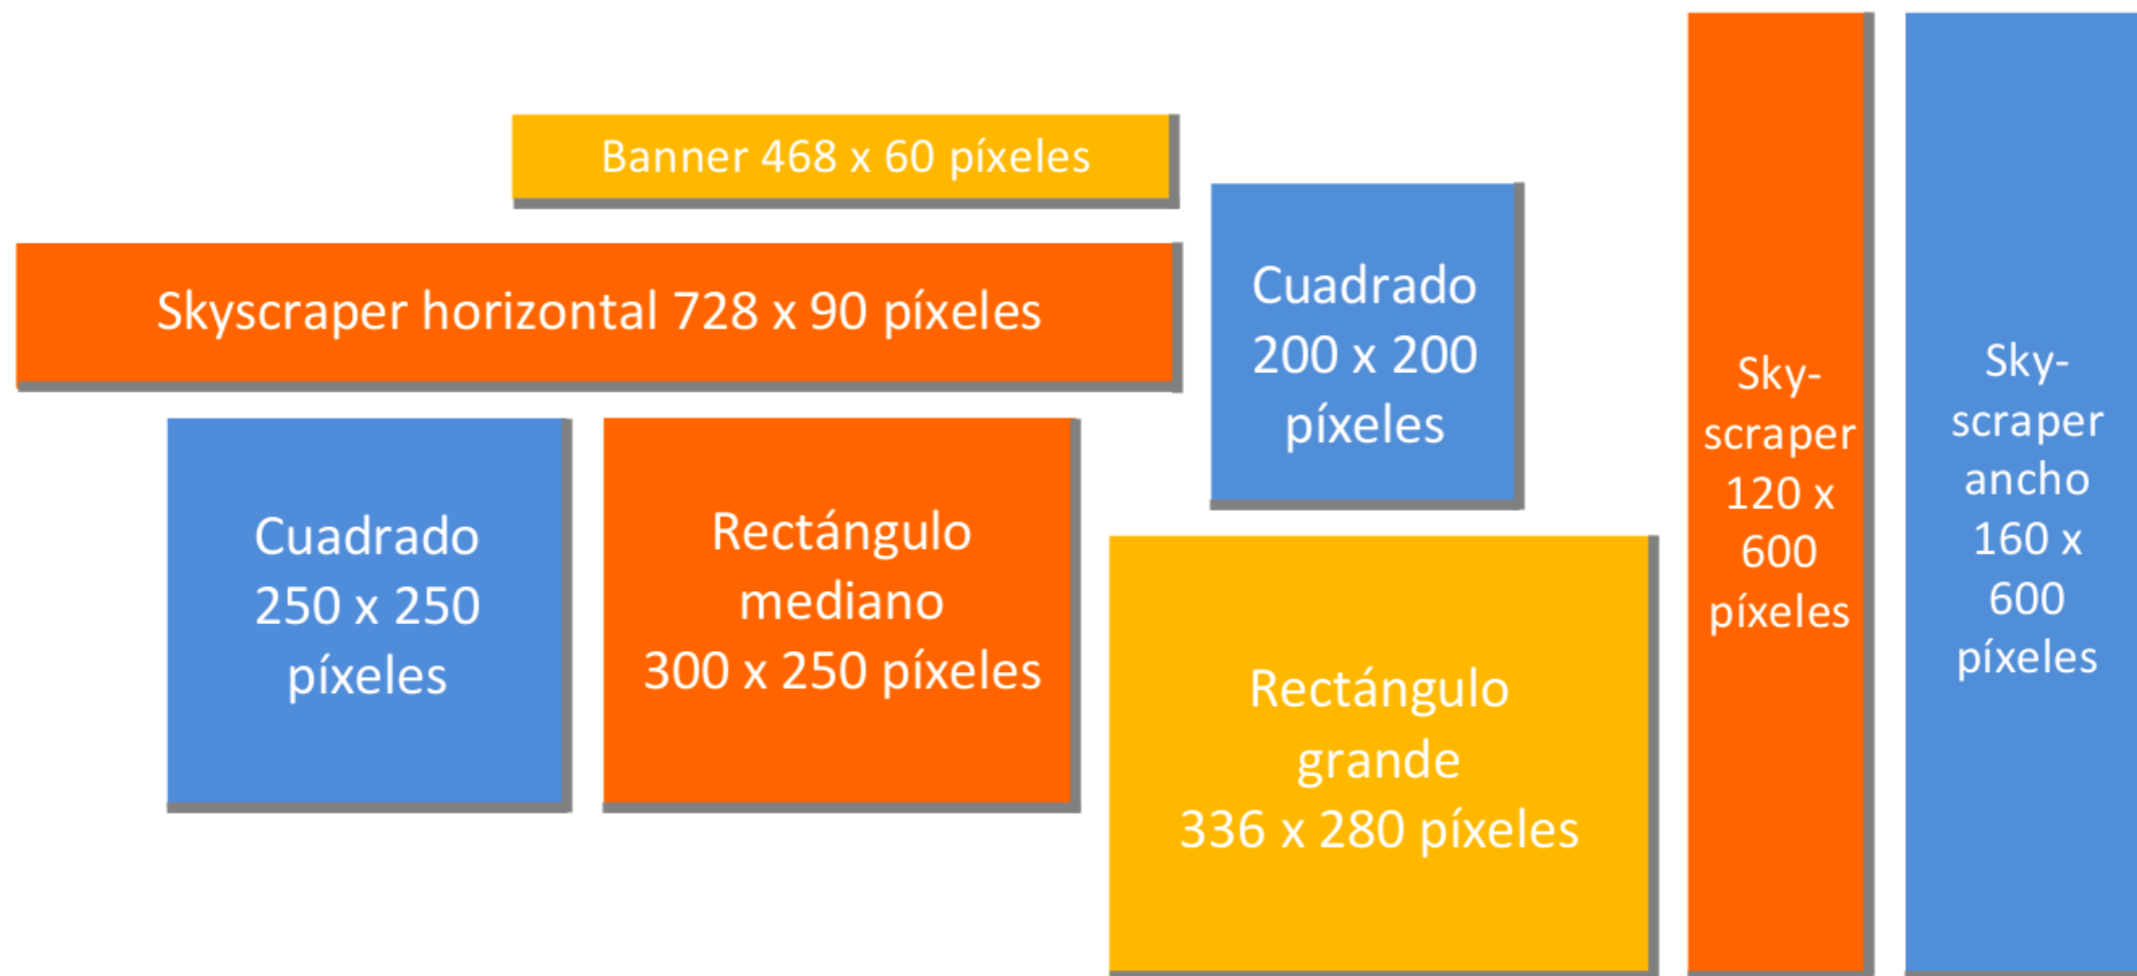 Banner 468 x 60 píxeles
Skyscraper horizontal 728 x 90 píxeles
Cuadrado
250 x 250
píxeles
Rectángulo
mediano
300 x 250 píxeles
Cuadrado
200 x 200
píxeles
Rectángulo
grande
336 x 280 píxeles
Sky-
scraper
120 x
600
píxeles
Sky-
scraper
ancho
160 x
600
píxeles